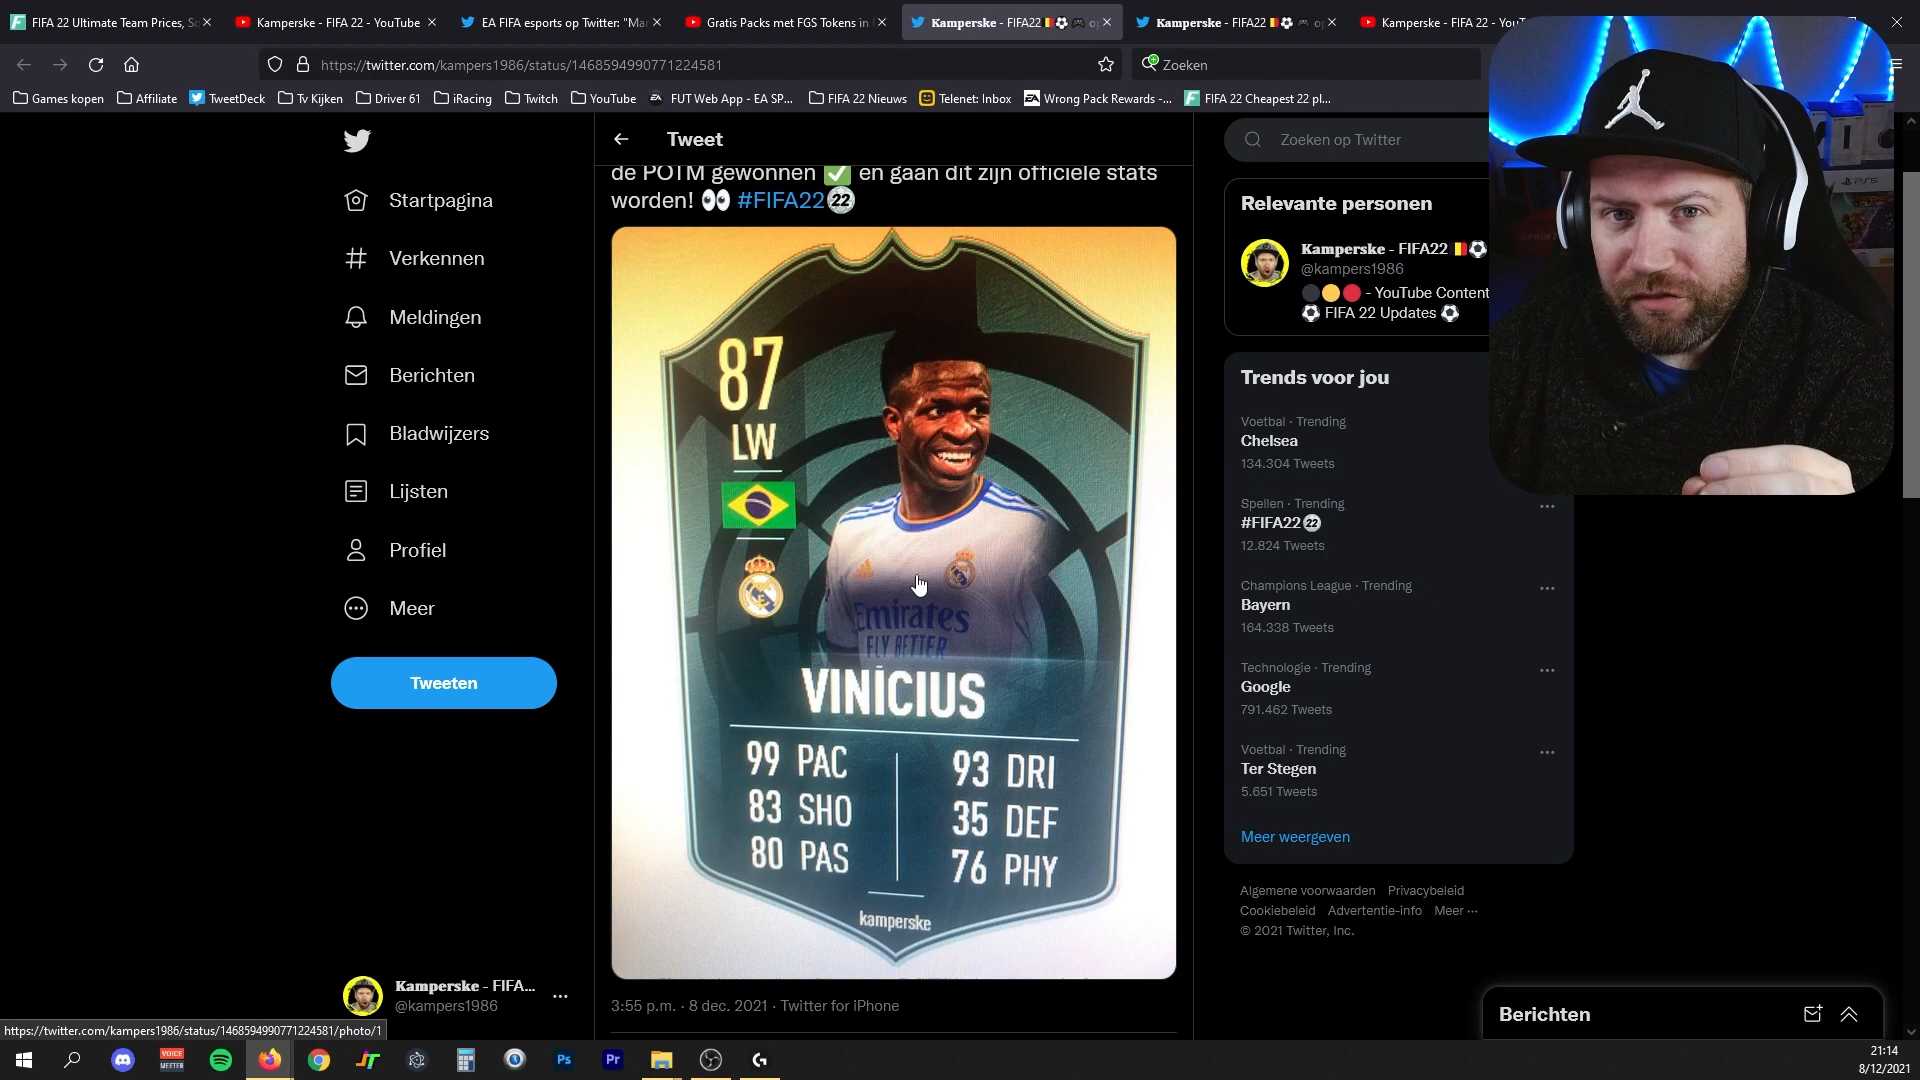 FIFA 22 Ultimate Team Prices, S
Kamperske - FIFA 22 - YouTube
EA FIFA esports op Twitter: "Mar
Gratis Packs met FGS Tokens in
Kamperske - FIFA22
Kamperske - FIFA22
Kamperske - FIFA 22 - YouT
https://twitter.com/kampers1986/status/1468594990771224581
Zoeken
Games kopen
Affiliate
TweetDeck
Tv Kijken
Driver 61
iRacing
Twitch
YouTube
FUT Web App - EA SP...
FIFA 22 Nieuws
Telenet: Inbox
Wrong Pack Rewards -...
FIFA 22 Cheapest 22 pl...
Startpagina
Verkennen
Meldingen
Berichten
Bladwijzers
Lijsten
Profiel
Meer
Tweeten
Kamperske - FIFA...
@kampers1986
https://twitter.com/kampers1986/status/1468594990771224581/photo/1
Tweet
de POTM gewonnen ✅ en gaan dit zijn officiële stats
worden! 👀 #FIFA22
87
LW
Emirates
FLY BETTER
VINÍCIUS
99 PAC 93 DRI
83 SHO 35 DEF
80 PAS 76 PHY
kamperske
3:55 p.m. · 8 dec. 2021 · Twitter for iPhone
Zoeken op Twitter
Relevante personen
Kamperske - FIFA22 🇧🇪⚽
@kampers1986
⚫🟡🔴 - YouTube Content
⚽ FIFA 22 Updates ⚽
Trends voor jou
Voetbal · Trending
Chelsea
134.304 Tweets
Spellen · Trending
#FIFA22
12.824 Tweets
Champions League · Trending
Bayern
164.338 Tweets
Technologie · Trending
Google
791.462 Tweets
Voetbal · Trending
Ter Stegen
5.651 Tweets
Meer weergeven
Algemene voorwaarden Privacybeleid
Cookiebeleid Advertentie-info Meer ···
© 2021 Twitter, Inc.
Berichten
VOICE
MEETER
Ps
Pr
21:14
8/12/2021